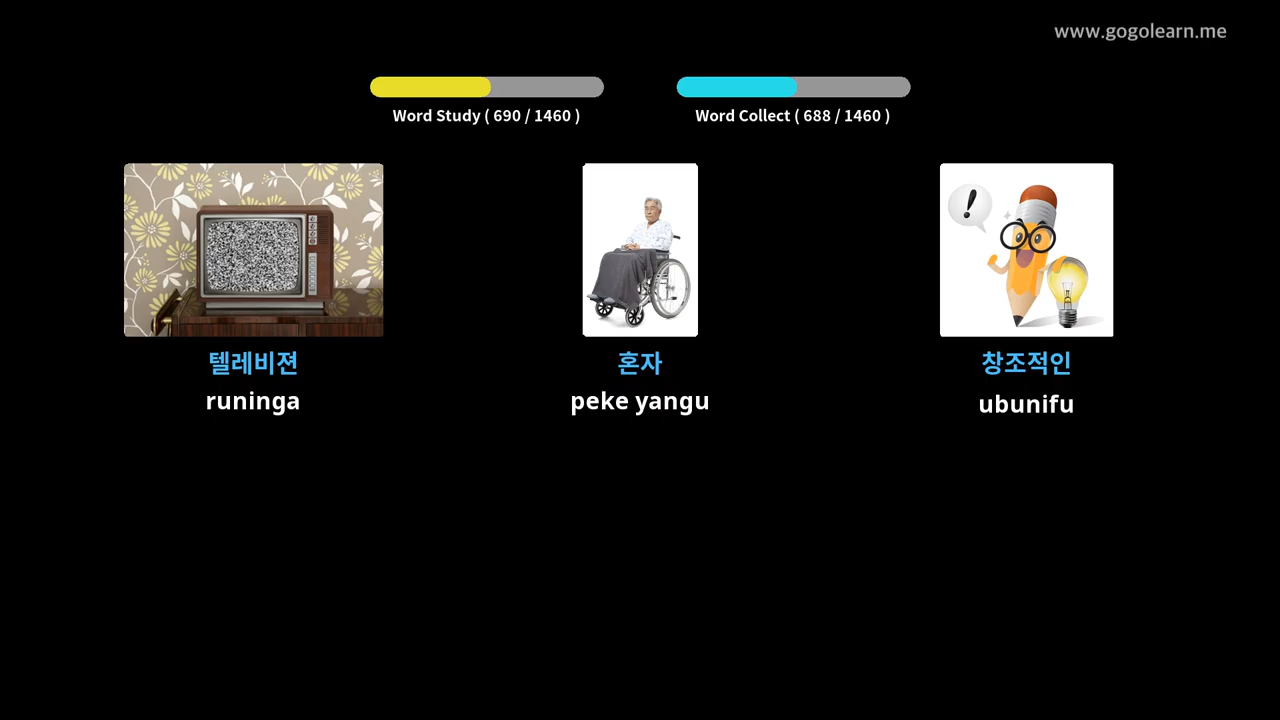 www.gogolearn.me
Word Study ( 690 / 1460 )
Word Collect ( 688 / 1460 )
!
텔레비젼
runinga
혼자
peke yangu
창조적인
ubunifu